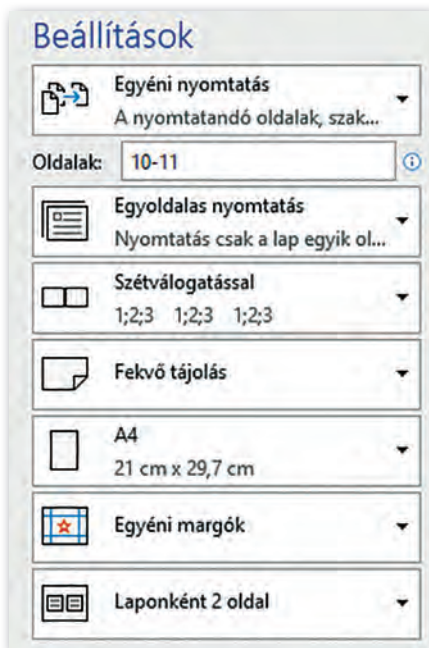 Beállítások
Egyéni nyomtatás
A nyomtatandó oldalak, szak...
Oldalak: 10-11
Egyoldalas nyomtatás
Nyomtatás csak a lap egyik ol...
Szétválogatással
1;2;3 1;2;3 1;2;3
Fekvő tájolás
A4
21 cm x 29,7 cm
Egyéni margók
Laponként 2 oldal